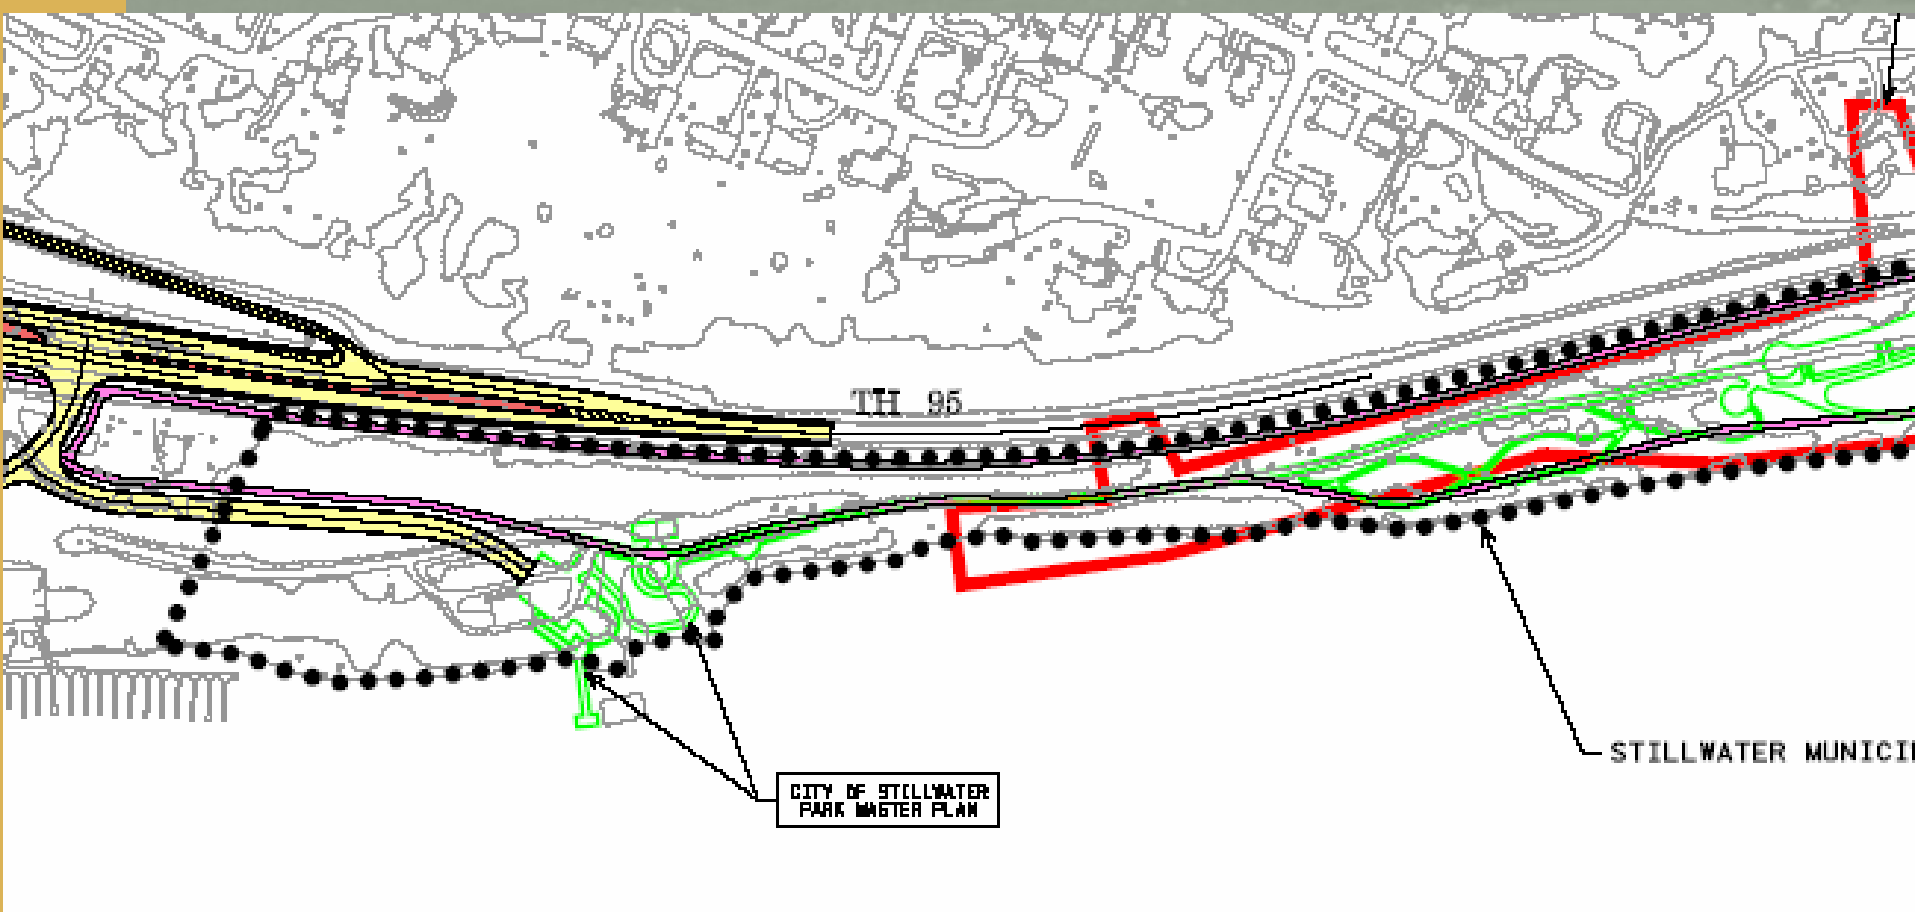 TH 95
STILLWATER MUNICI
CITY OF STILLWATER
PARK MASTER PLAN